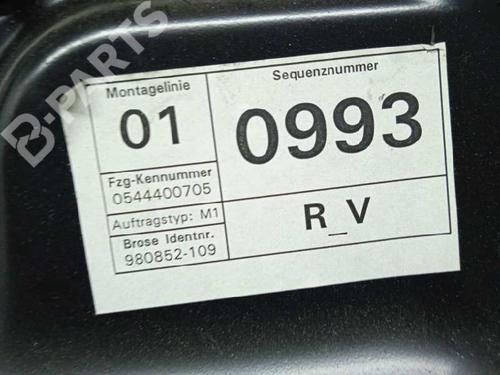 B-PARTS
Montagelinie
01
Fzg-Kennummer
0544400705
Auftragstyp: M1
Brose Identnr.
980852-109
Sequenznummer
0993
R_V